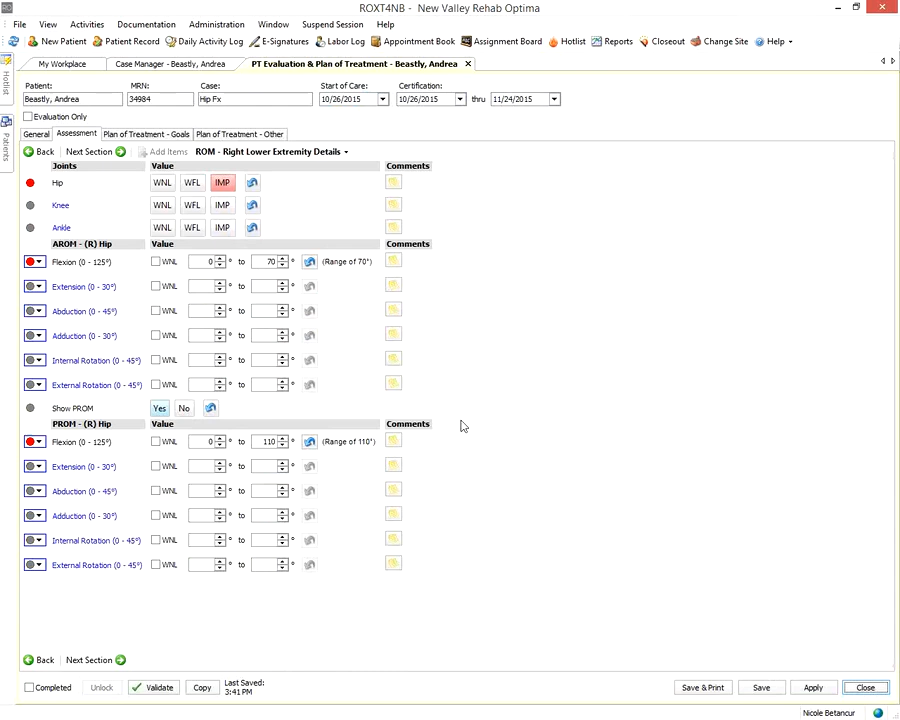 ROXT4NB - New Valley Rehab Optima
File View Activities Documentation Administration Window Suspend Session Help
New Patient Patient Record Daily Activity Log E-Signatures Labor Log Appointment Book Assignment Board Hotlist Reports Closeout Change Site Help
Hotlist
Patients
My Workplace Case Manager - Beastly, Andrea PT Evaluation & Plan of Treatment - Beastly, Andrea
Patient: MRN: Case: Start of Care: Certification:
Beastly, Andrea 34984 Hip Fx 10/26/2015 10/26/2015 thru 11/24/2015
Evaluation Only
General Assessment Plan of Treatment - Goals Plan of Treatment - Other
Back Next Section Add Items ROM - Right Lower Extremity Details
Joints Value Comments
Hip WNL WFL IMP
Knee WNL WFL IMP
Ankle WNL WFL IMP
AROM - (R) Hip Value Comments
Flexion (0 - 125°) WNL 0 ° to 70 ° (Range of 70°)
Extension (0 - 30°) WNL ° to °
Abduction (0 - 45°) WNL ° to °
Adduction (0 - 30°) WNL ° to °
Internal Rotation (0 - 45°) WNL ° to °
External Rotation (0 - 45°) WNL ° to °
Show PROM Yes No
PROM - (R) Hip Value Comments
Flexion (0 - 125°) WNL 0 ° to 110 ° (Range of 110°)
Extension (0 - 30°) WNL ° to °
Abduction (0 - 45°) WNL ° to °
Adduction (0 - 30°) WNL ° to °
Internal Rotation (0 - 45°) WNL ° to °
External Rotation (0 - 45°) WNL ° to °
Back Next Section
Completed Unlock Validate Copy Last Saved: 3:41 PM Save & Print Save Apply Close
Nicole Betancur